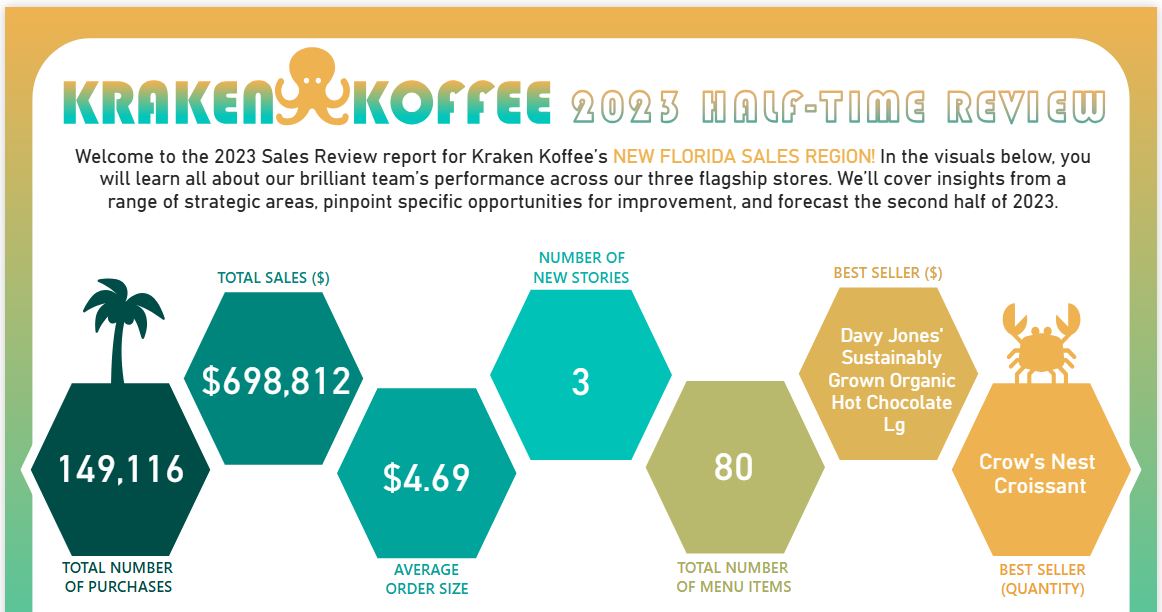 KRAKEN KOFFEE 2023 HALF-TIME REVIEW
Welcome to the 2023 Sales Review report for Kraken Koffee's NEW FLORIDA SALES REGION! In the visuals below, you
will learn all about our brilliant team's performance across our three flagship stores. We'll cover insights from a
range of strategic areas, pinpoint specific opportunities for improvement, and forecast the second half of 2023.
149,116
TOTAL NUMBER
OF PURCHASES
TOTAL SALES ($)
$698,812
$4.69
AVERAGE
ORDER SIZE
NUMBER OF
NEW STORIES
3
80
TOTAL NUMBER
OF MENU ITEMS
BEST SELLER ($)
Davy Jones'
Sustainably
Grown Organic
Hot Chocolate
Lg
Crow's Nest
Croissant
BEST SELLER
(QUANTITY)